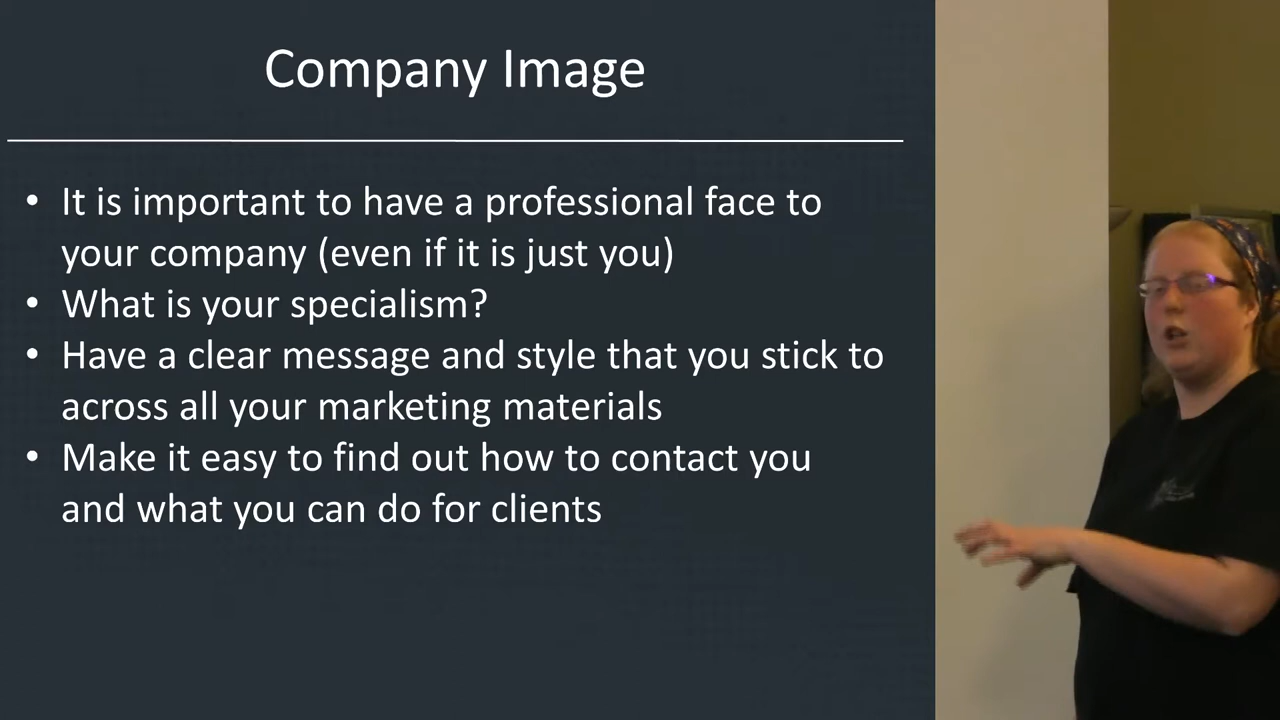 Company Image
• It is important to have a professional face to
your company (even if it is just you)
• What is your specialism?
• Have a clear message and style that you stick to
across all your marketing materials
• Make it easy to find out how to contact you
and what you can do for clients